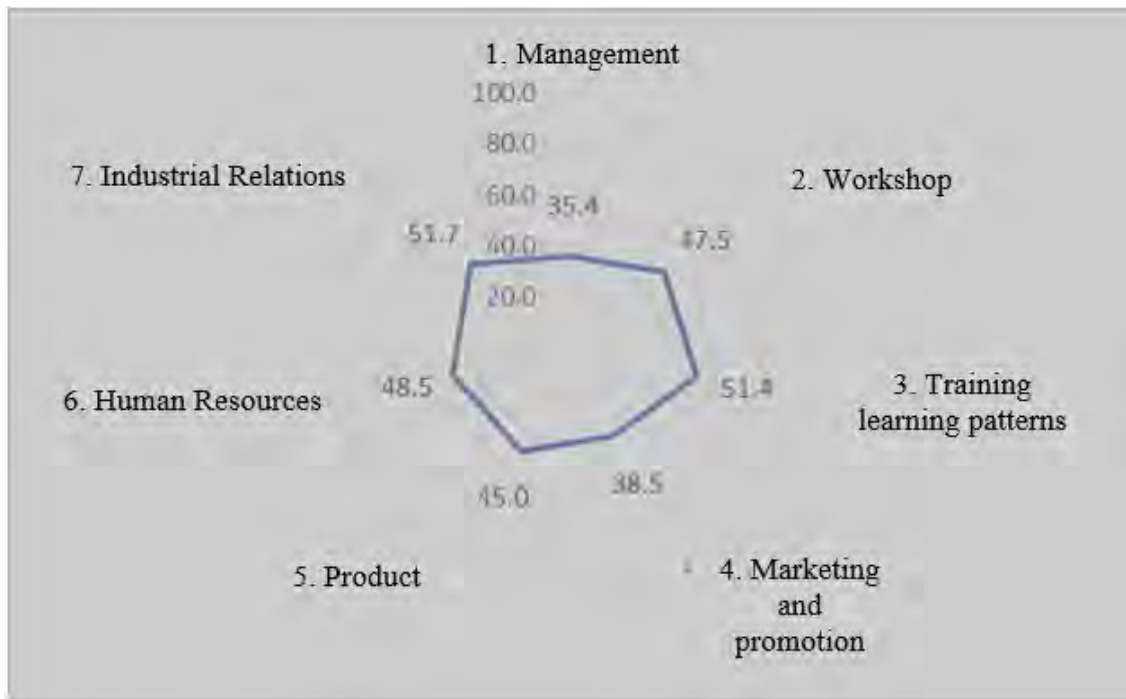 1. Management
100.0
80.0
60.0
40.0
20.0
35.4
2. Workshop
47.5
3. Training
learning patterns
51.4
4. Marketing
and
promotion
38.5
5. Product
45.0
6. Human Resources
48.5
7. Industrial Relations
51.7